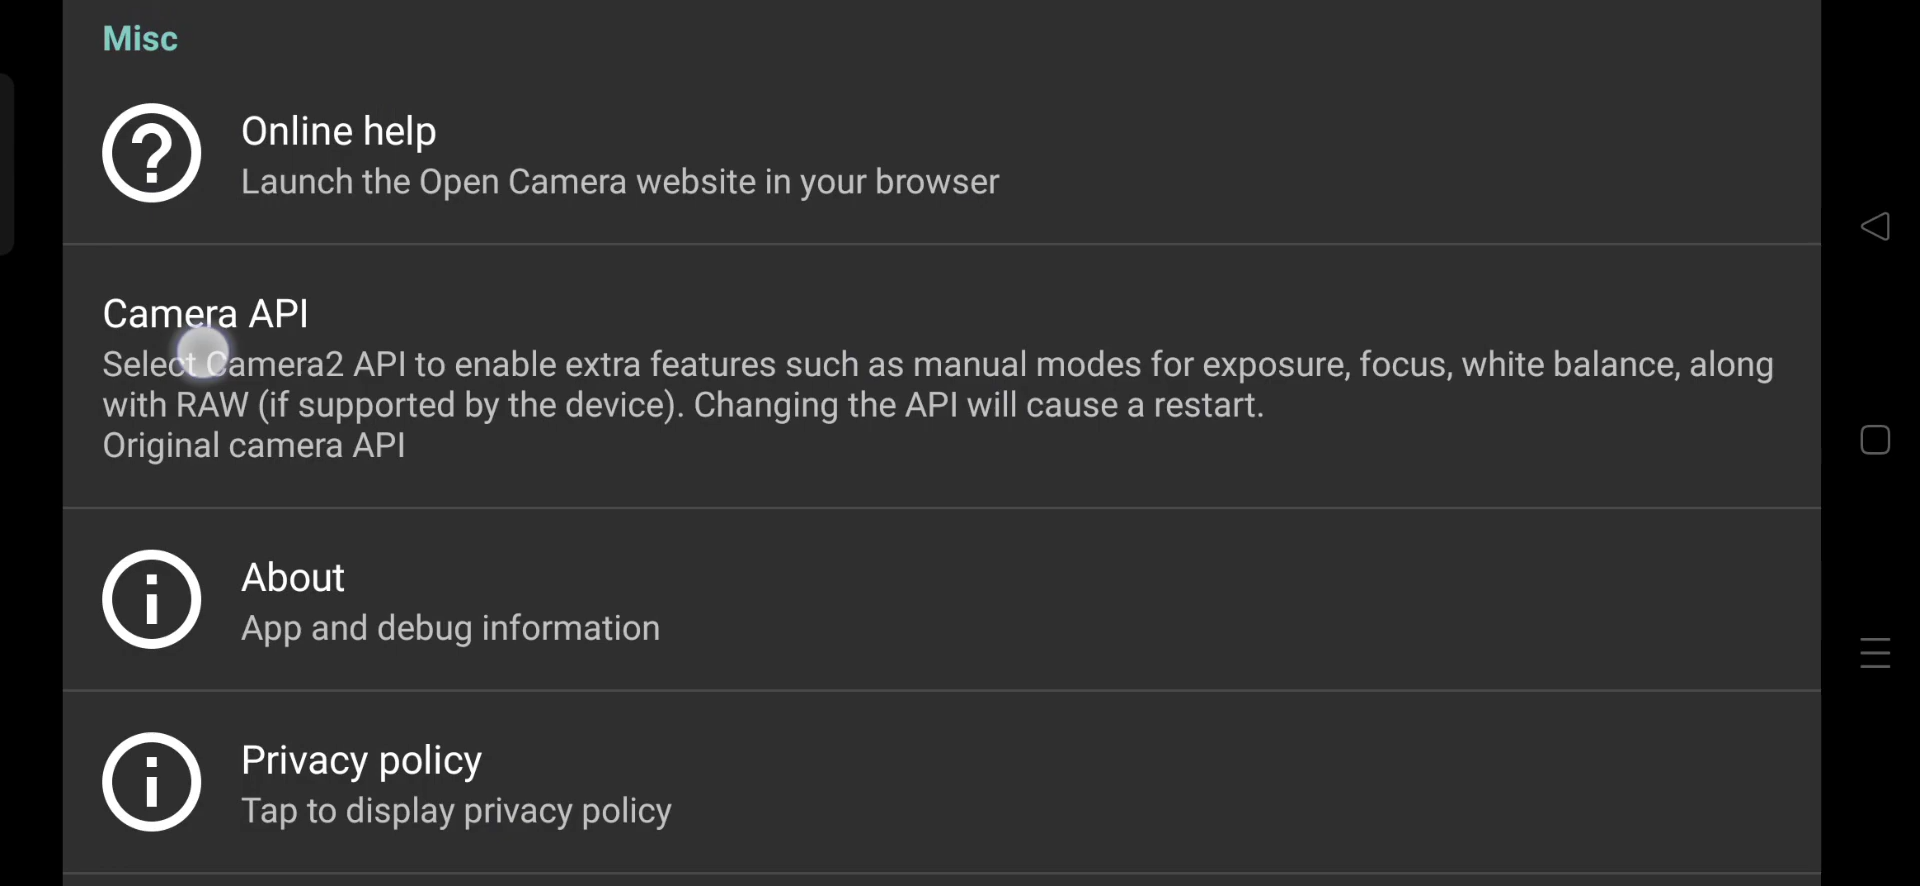 Misc
Online help
Launch the Open Camera website in your browser
Camera API
Select Camera2 API to enable extra features such as manual modes for exposure, focus, white balance, along
with RAW (if supported by the device). Changing the API will cause a restart.
Original camera API
About
App and debug information
Privacy policy
Tap to display privacy policy